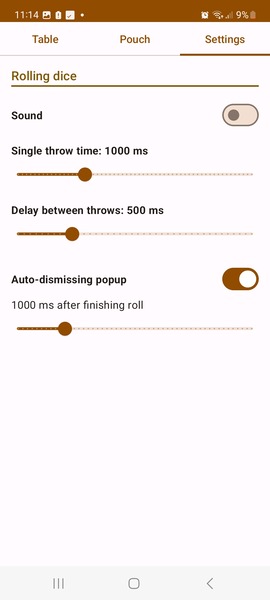 11:14 9%
Table Pouch Settings
Rolling dice
Sound
Single throw time: 1000 ms
Delay between throws: 500 ms
Auto-dismissing popup
1000 ms after finishing roll